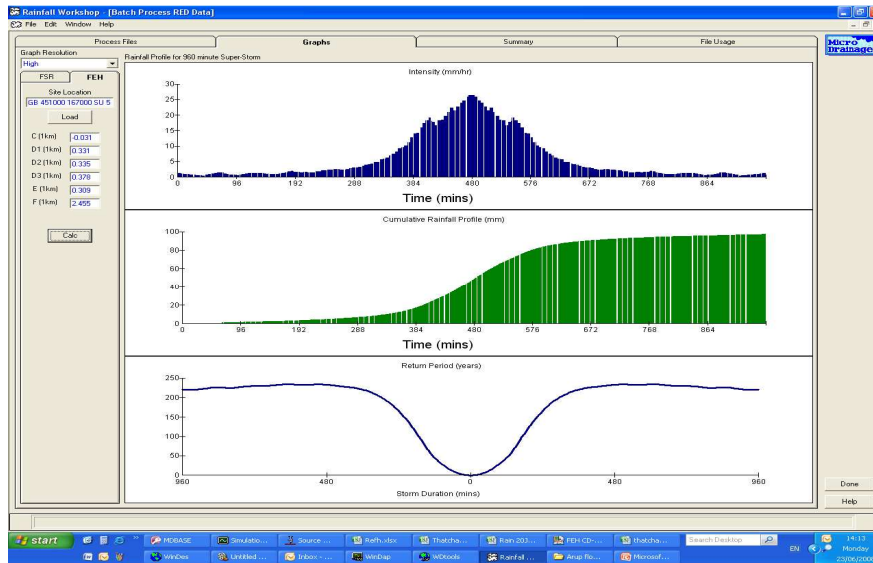 Rainfall Workshop - [Batch Process RED Data]
File Edit Window Help
Process Files
Graphs
Summary
File Usage
Micro
Drainage
Graph Resolution
High
FSR
FEH
Site Location
GB 451000 167000 SU 5
Load
C (1km) -0.031
D1 (1km) 0.331
D2 (1km) 0.335
D3 (1km) 0.378
E (1km) 0.309
F (1km) 2.455
Calc
Rainfall Profile for 960 minute Super-Storm
Intensity (mm/hr)
30
25
20
15
10
5
0
0 96 192 288 384 480 576 672 768 864
Time (mins)
Cumulative Rainfall Profile (mm)
100
80
60
40
20
0
0 96 192 288 384 480 576 672 768 864
Time (mins)
Return Period (years)
250
200
150
100
50
0
960 480 0 480 960
Storm Duration (mins)
Done
Help
start
MDBASE
Simulatio...
Source ...
Refh.xlsx
Thatcha...
Rain 203...
FEH-CD-...
thatcha...
Search Desktop
EN
14:13
WinDes
Untitled ...
Inbox - ...
WinDap
WDtools
Rainfall ...
Arup flo...
Microsof...
Monday